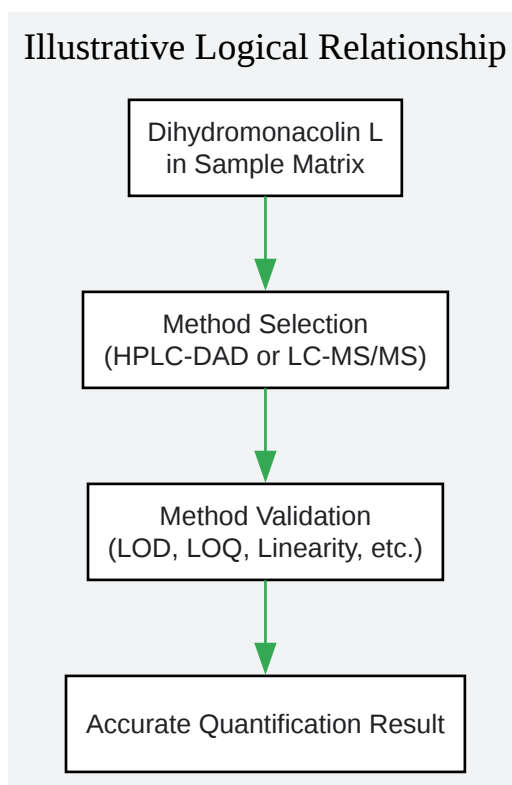 Illustrative Logical Relationship
Dihydromonacolin L
in Sample Matrix
Method Selection
(HPLC-DAD or LC-MS/MS)
Method Validation
(LOD, LOQ, Linearity, etc.)
Accurate Quantification Result